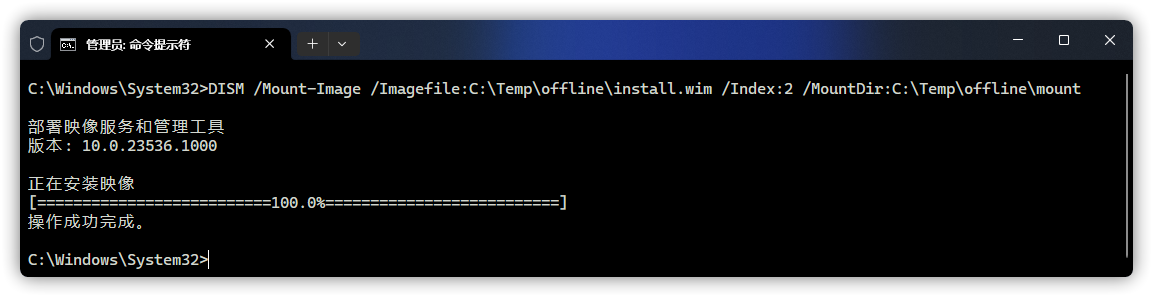 管理员: 命令提示符
C:\Windows\System32>DISM /Mount-Image /Imagefile:C:\Temp\offline\install.wim /Index:2 /MountDir:C:\Temp\offline\mount
部署映像服务和管理工具
版本: 10.0.23536.1000
正在安装映像
[==========================100.0%==========================]
操作成功完成。
C:\Windows\System32>